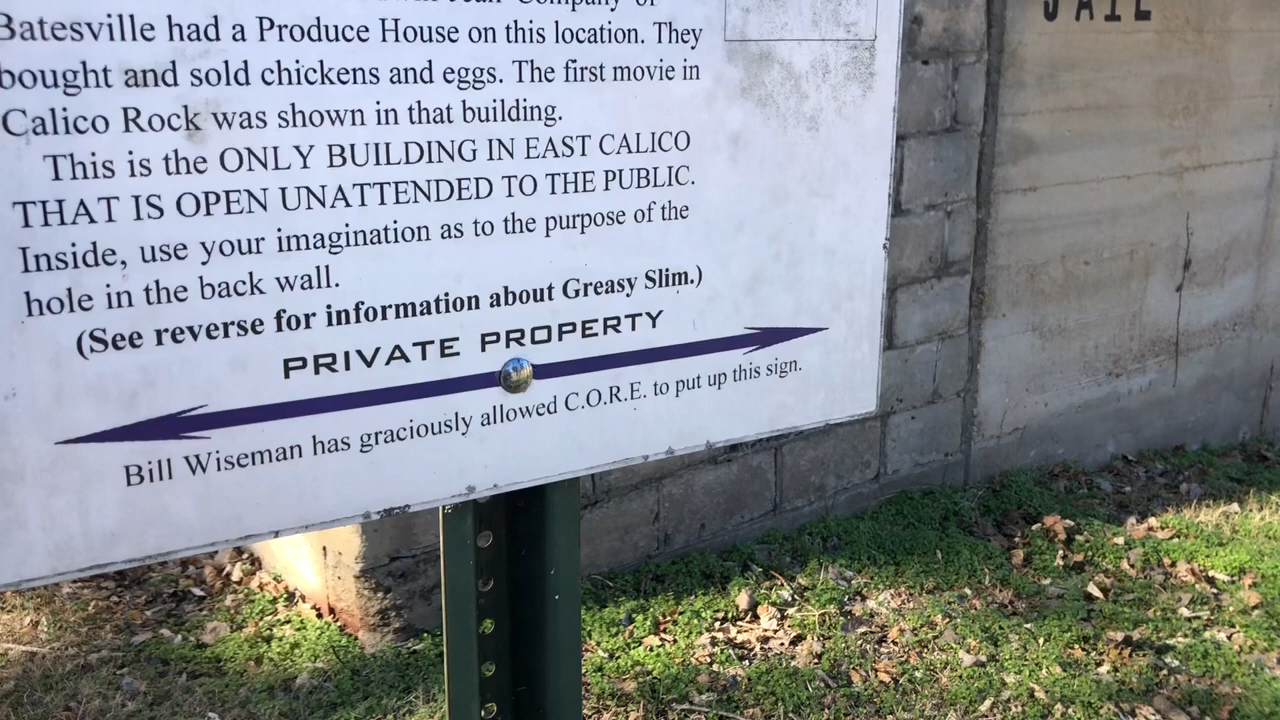 Company of
Batesville had a Produce House on this location. They
bought and sold chickens and eggs. The first movie in
Calico Rock was shown in that building.
This is the ONLY BUILDING IN EAST CALICO
THAT IS OPEN UNATTENDED TO THE PUBLIC.
Inside, use your imagination as to the purpose of the
hole in the back wall.
(See reverse for information about Greasy Slim.)
PRIVATE PROPERTY
Bill Wiseman has graciously allowed C.O.R.E. to put up this sign.
JAIL